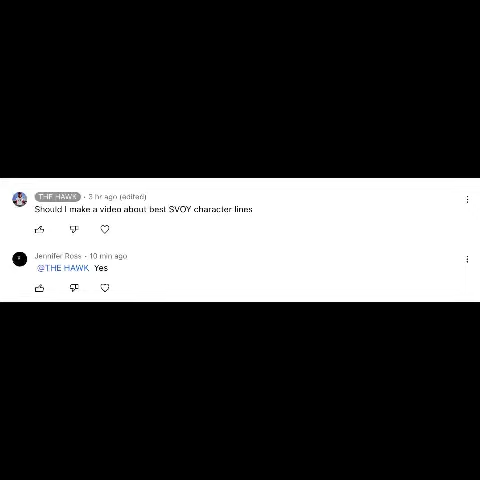 THE HAWK • 3 hr ago (edited)
Should I make a video about best SVOY character lines
Jennifer Ross • 10 min ago
@THE HAWK Yes